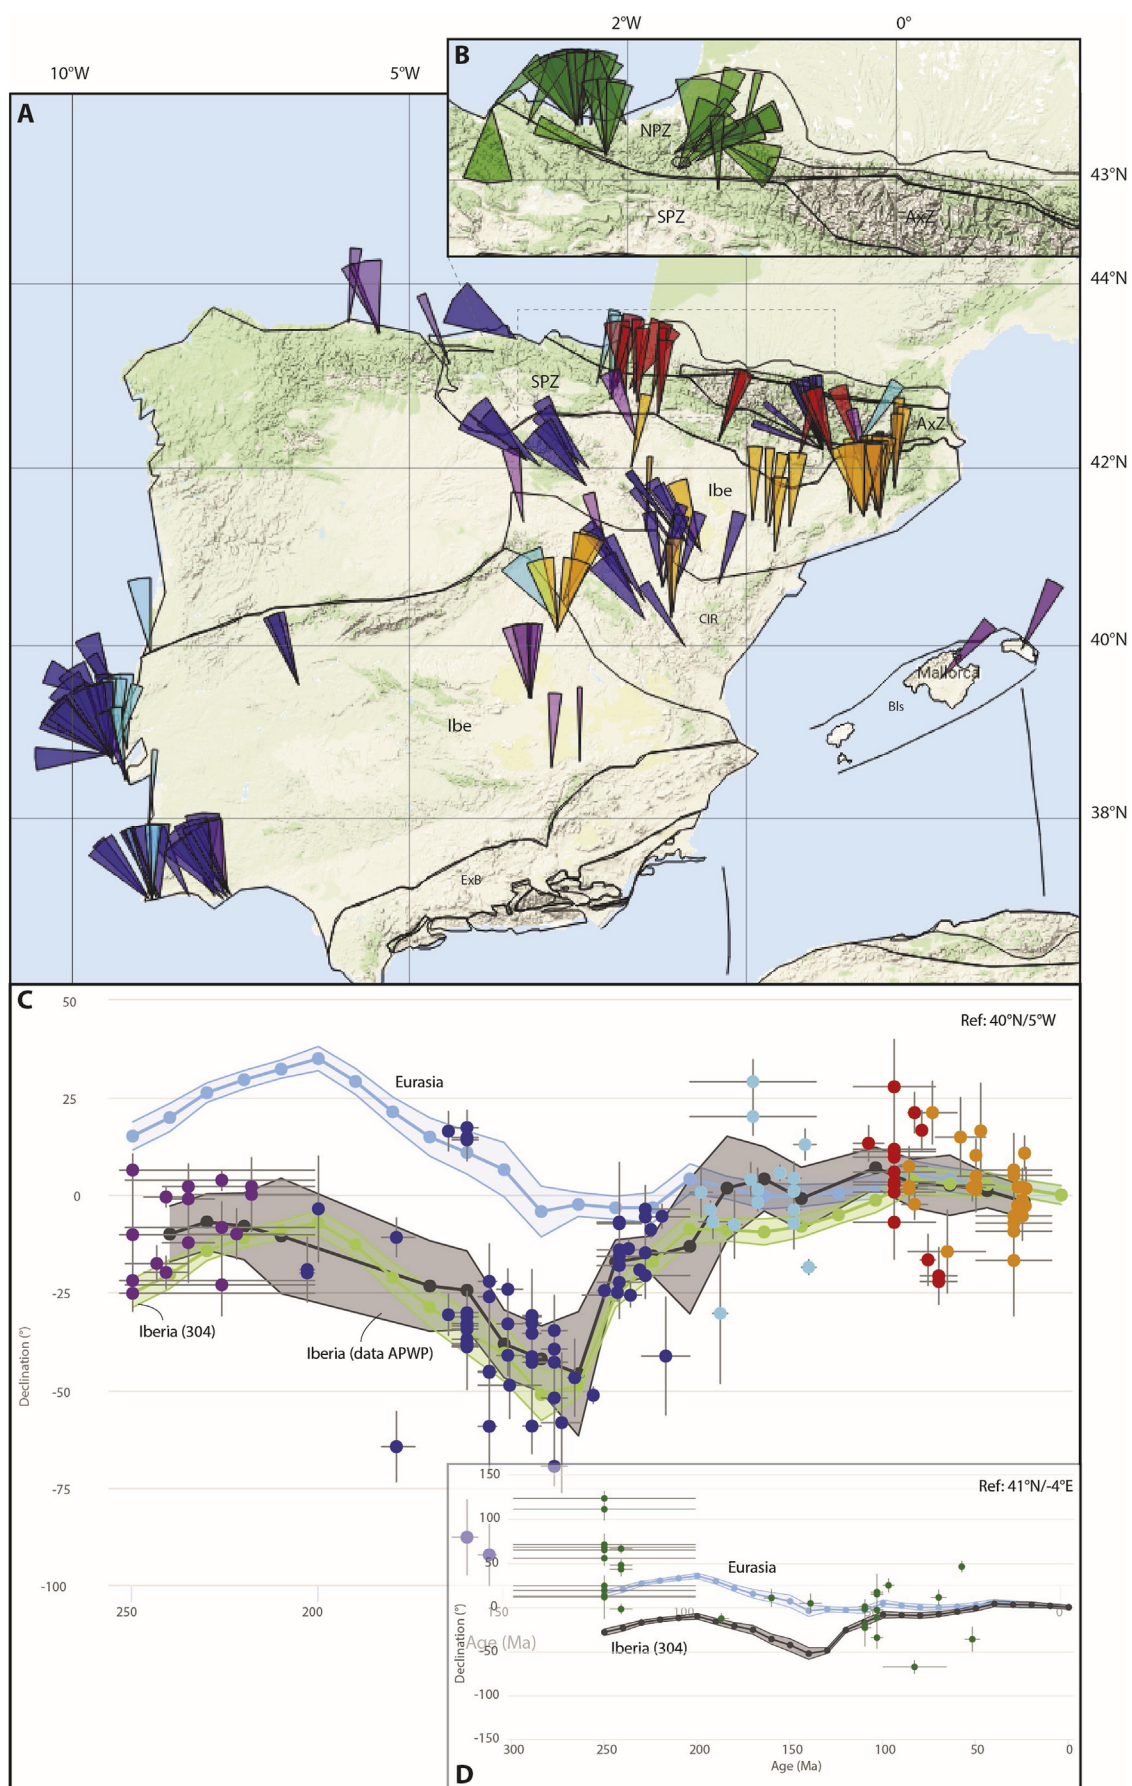 2°W
0°
10°W
5°W
B
A
NPZ
43°N
SPZ
AxZ
44°N
SPZ
AxZ
42°N
Ibe
CIR
40°N
Mallorca
Bls
Ibe
38°N
ExB
C
50
Ref: 40°N/5°W
Eurasia
25
0
-25
Iberia (304)
Iberia (data APWP)
Declination (°)
-50
-75
150
Ref: 41°N/-4°E
100
Eurasia
50
-100
0
250
200
150
100
0
Age (Ma)
Declination (°)
Iberia (304)
-50
-100
-150
300
250
200
150
100
50
0
Age (Ma)
D